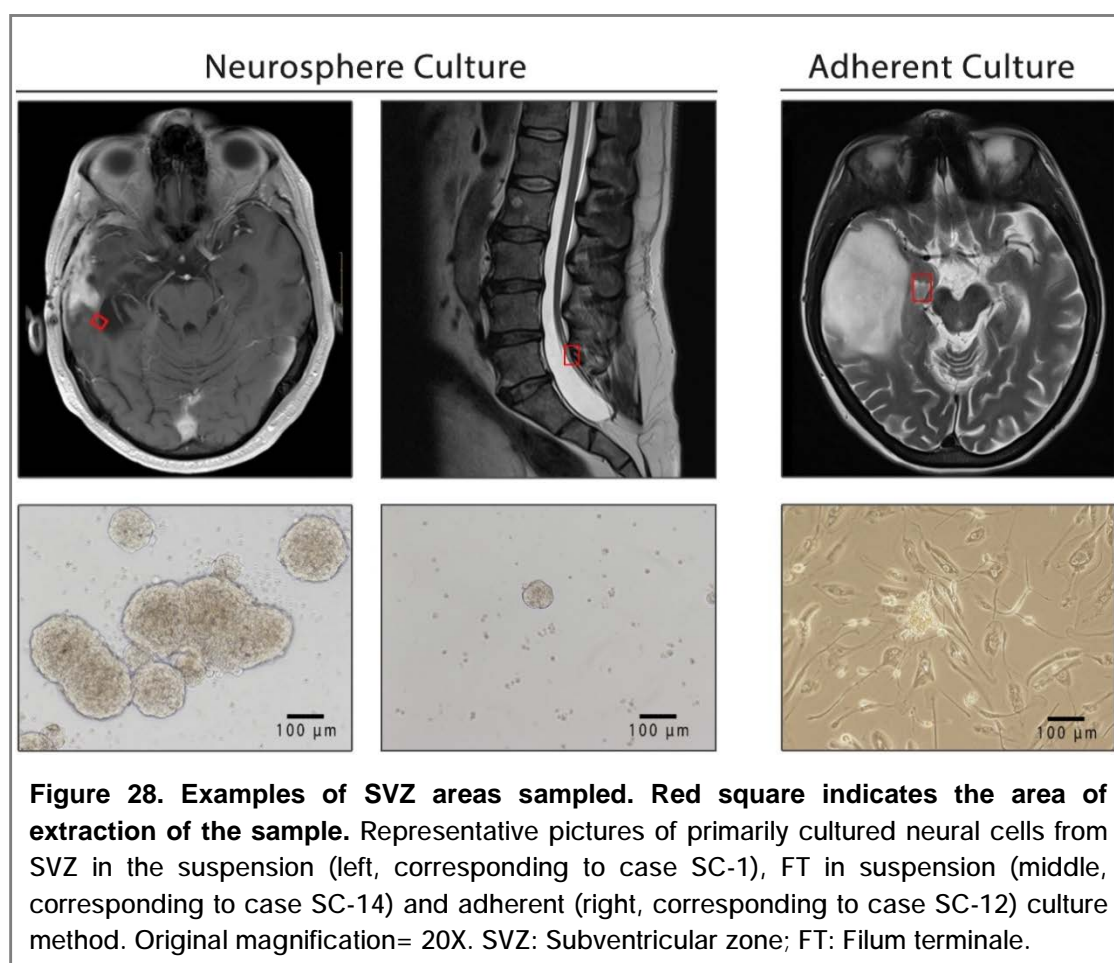 Neurosphere Culture
Adherent Culture
100 µm
100 µm
100 µm
Figure 28. Examples of SVZ areas sampled. Red square indicates the area of
extraction of the sample. Representative pictures of primarily cultured neural cells from
SVZ in the suspension (left, corresponding to case SC-1), FT in suspension (middle,
corresponding to case SC-14) and adherent (right, corresponding to case SC-12) culture
method. Original magnification= 20X. SVZ: Subventricular zone; FT: Filum terminale.